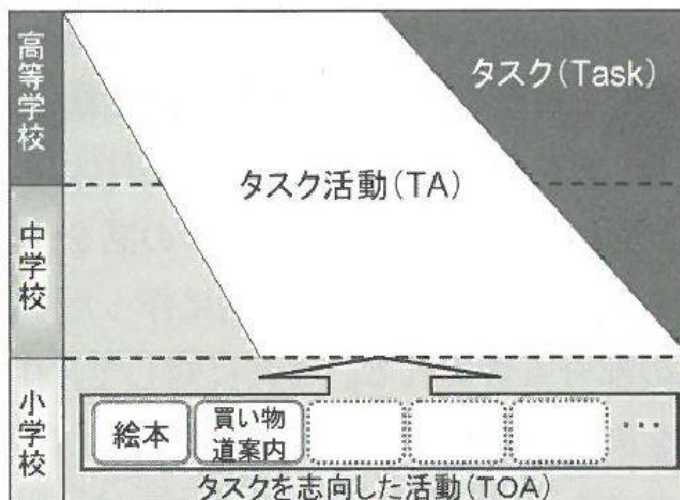 高等学校
タスク(Task)
タスク活動(TA)
中学校
小学校
絵本
買い物
道案内
…
タスクを志向した活動(TOA)